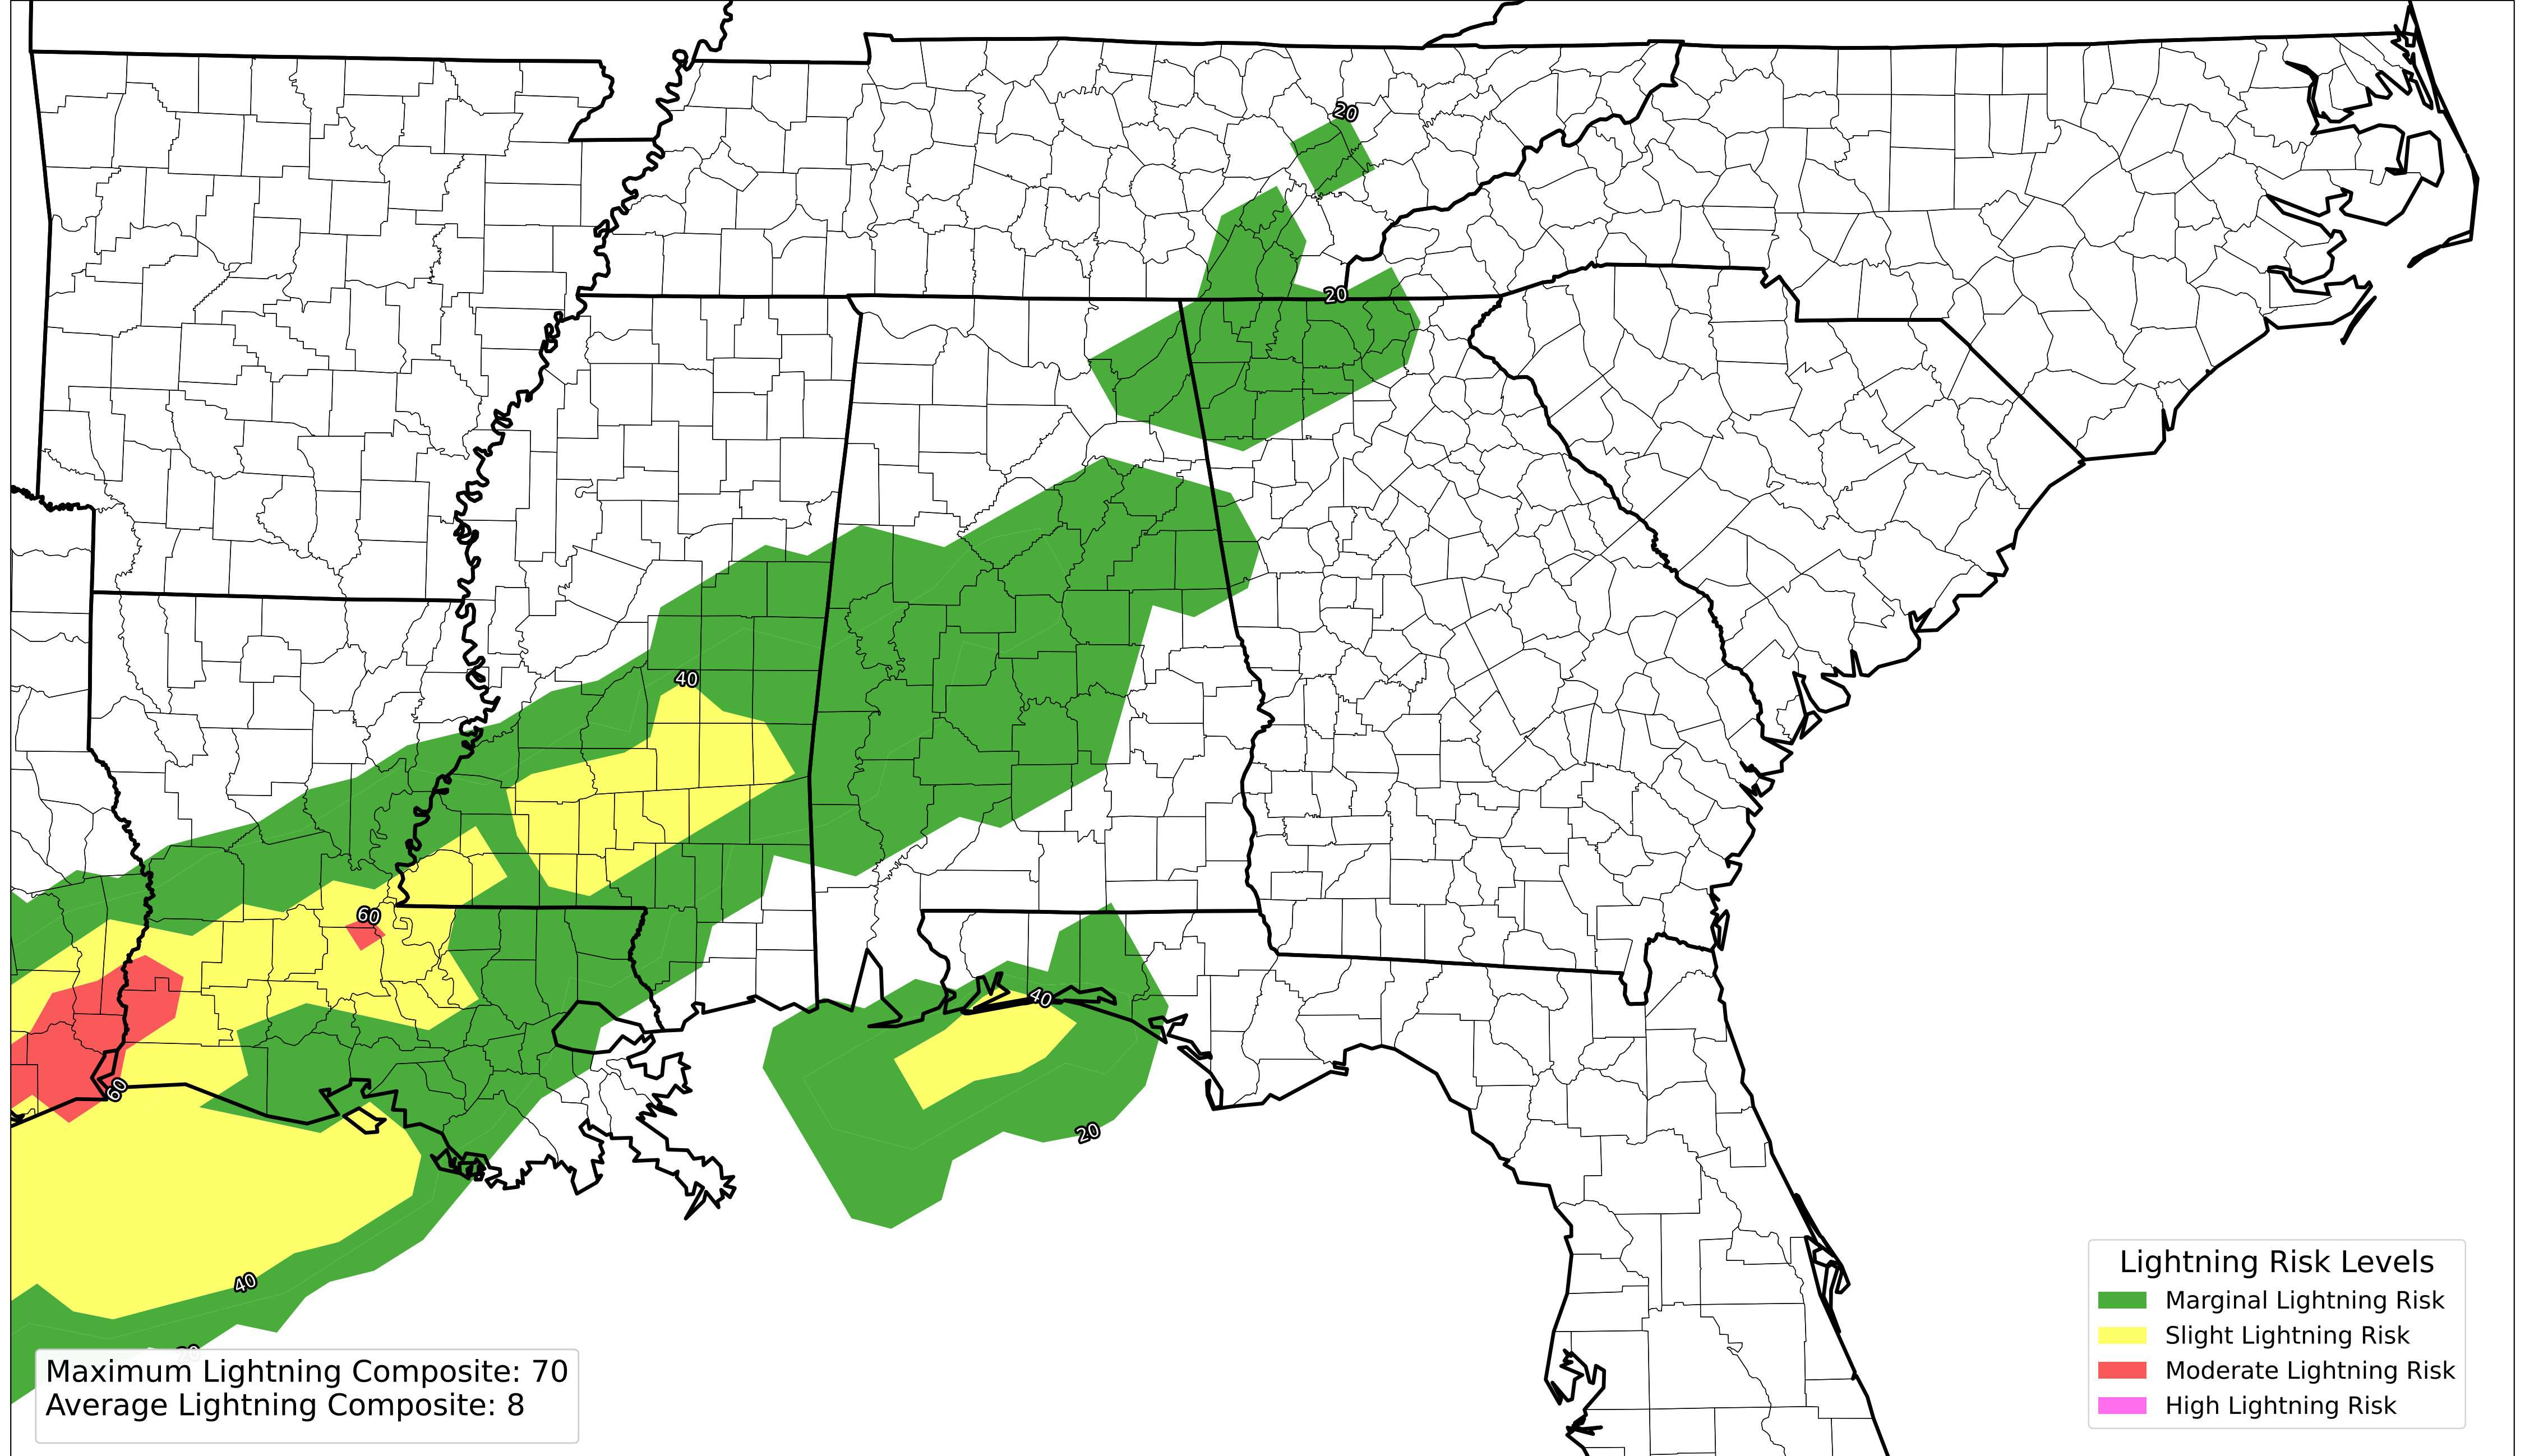 20
20
40
60
40
60
20
40
Lightning Risk Levels
Marginal Lightning Risk
Slight Lightning Risk
Moderate Lightning Risk
High Lightning Risk
Maximum Lightning Composite: 70
Average Lightning Composite: 8